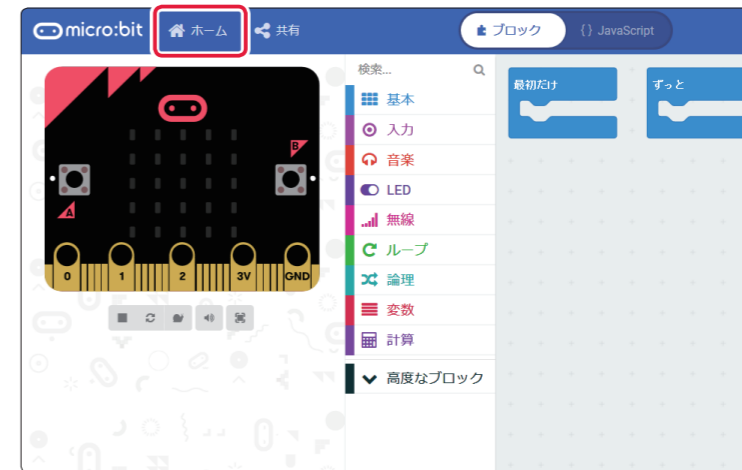 micro:bit ホーム 共有 ブロック {} JavaScript
検索...
基本
入力
音楽
LED
無線
ループ
論理
変数
計算
高度なブロック
最初だけ
ずっと
A
B
0 1 2 3V GND